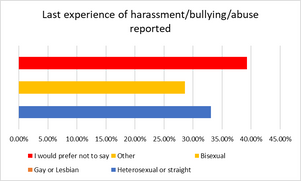 Last experience of harassment/bullying/abuse
reported
0.00% 5.00% 10.00% 15.00% 20.00% 25.00% 30.00% 35.00% 40.00% 45.00%
I would prefer not to say Other Bisexual
Gay or Lesbian Heterosexual or straight